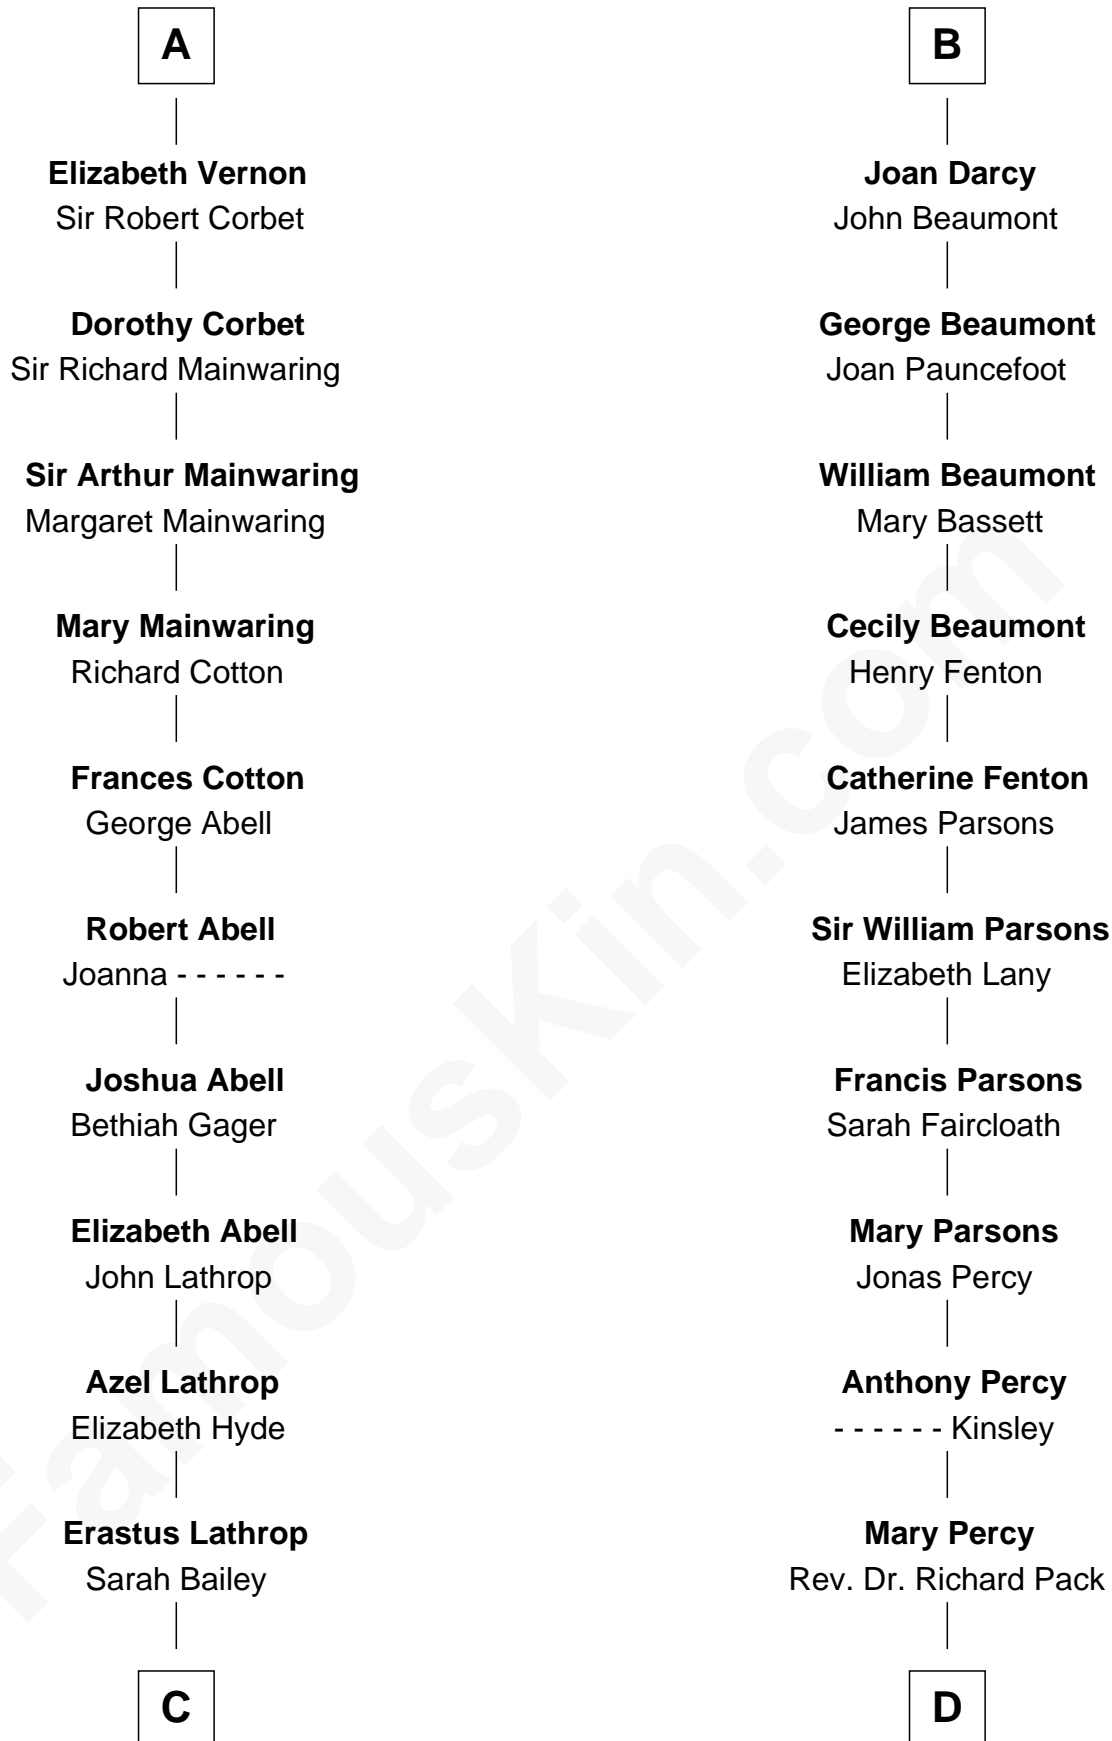 A
Elizabeth Vernon
Sir Robert Corbet
Dorothy Corbet
Sir Richard Mainwaring
Sir Arthur Mainwaring
Margaret Mainwaring
Mary Mainwaring
Richard Cotton
Frances Cotton
George Abell
Robert Abell
Joanna - - - - - -
Joshua Abell
Bethiah Gager
Elizabeth Abell
John Lathrop
Azel Lathrop
Elizabeth Hyde
Erastus Lathrop
Sarah Bailey
C
B
Joan Darcy
John Beaumont
George Beaumont
Joan Pauncefoot
William Beaumont
Mary Bassett
Cecily Beaumont
Henry Fenton
Catherine Fenton
James Parsons
Sir William Parsons
Elizabeth Lany
Francis Parsons
Sarah Faircloath
Mary Parsons
Jonas Percy
Anthony Percy
- - - - - - Kinsley
Mary Percy
Rev. Dr. Richard Pack
D
FamousKin.com